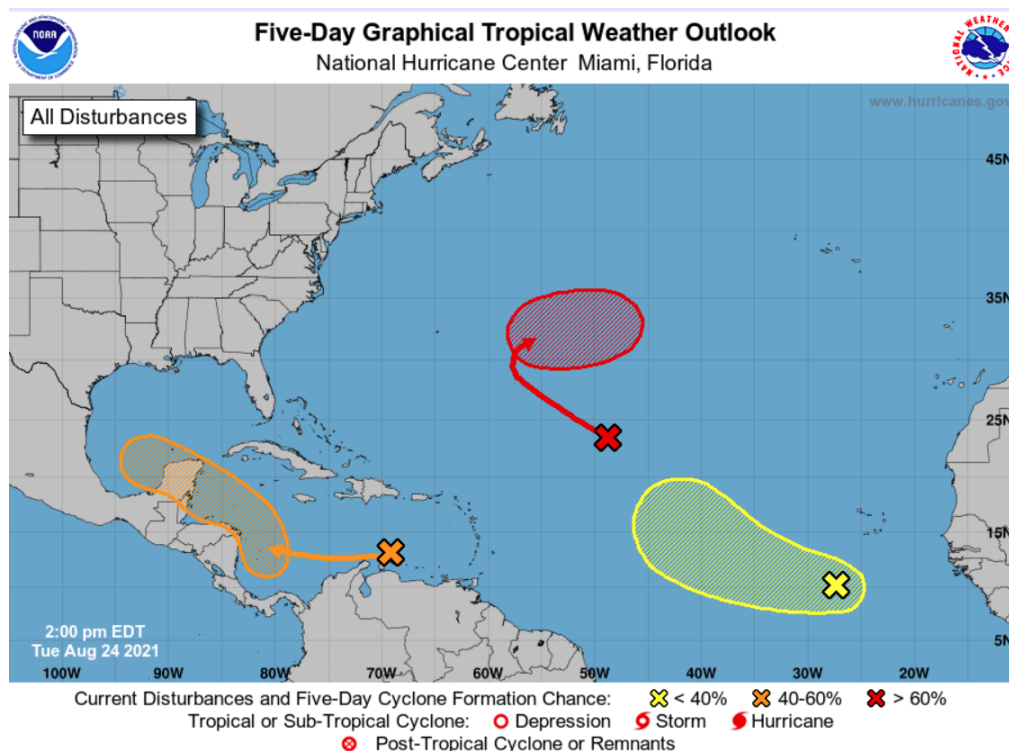 Five-Day Graphical Tropical Weather Outlook
National Hurricane Center Miami, Florida
NOAA
All Disturbances
www.hurricanes.gov
45N
35N
25N
15N
5N
2:00 pm EDT
Tue Aug 24 2021
100W 90W 80W 70W 60W 50W 40W 30W 20W
Current Disturbances and Five-Day Cyclone Formation Chance: < 40% 40-60% > 60%
Tropical or Sub-Tropical Cyclone: Depression Storm Hurricane
Post-Tropical Cyclone or Remnants